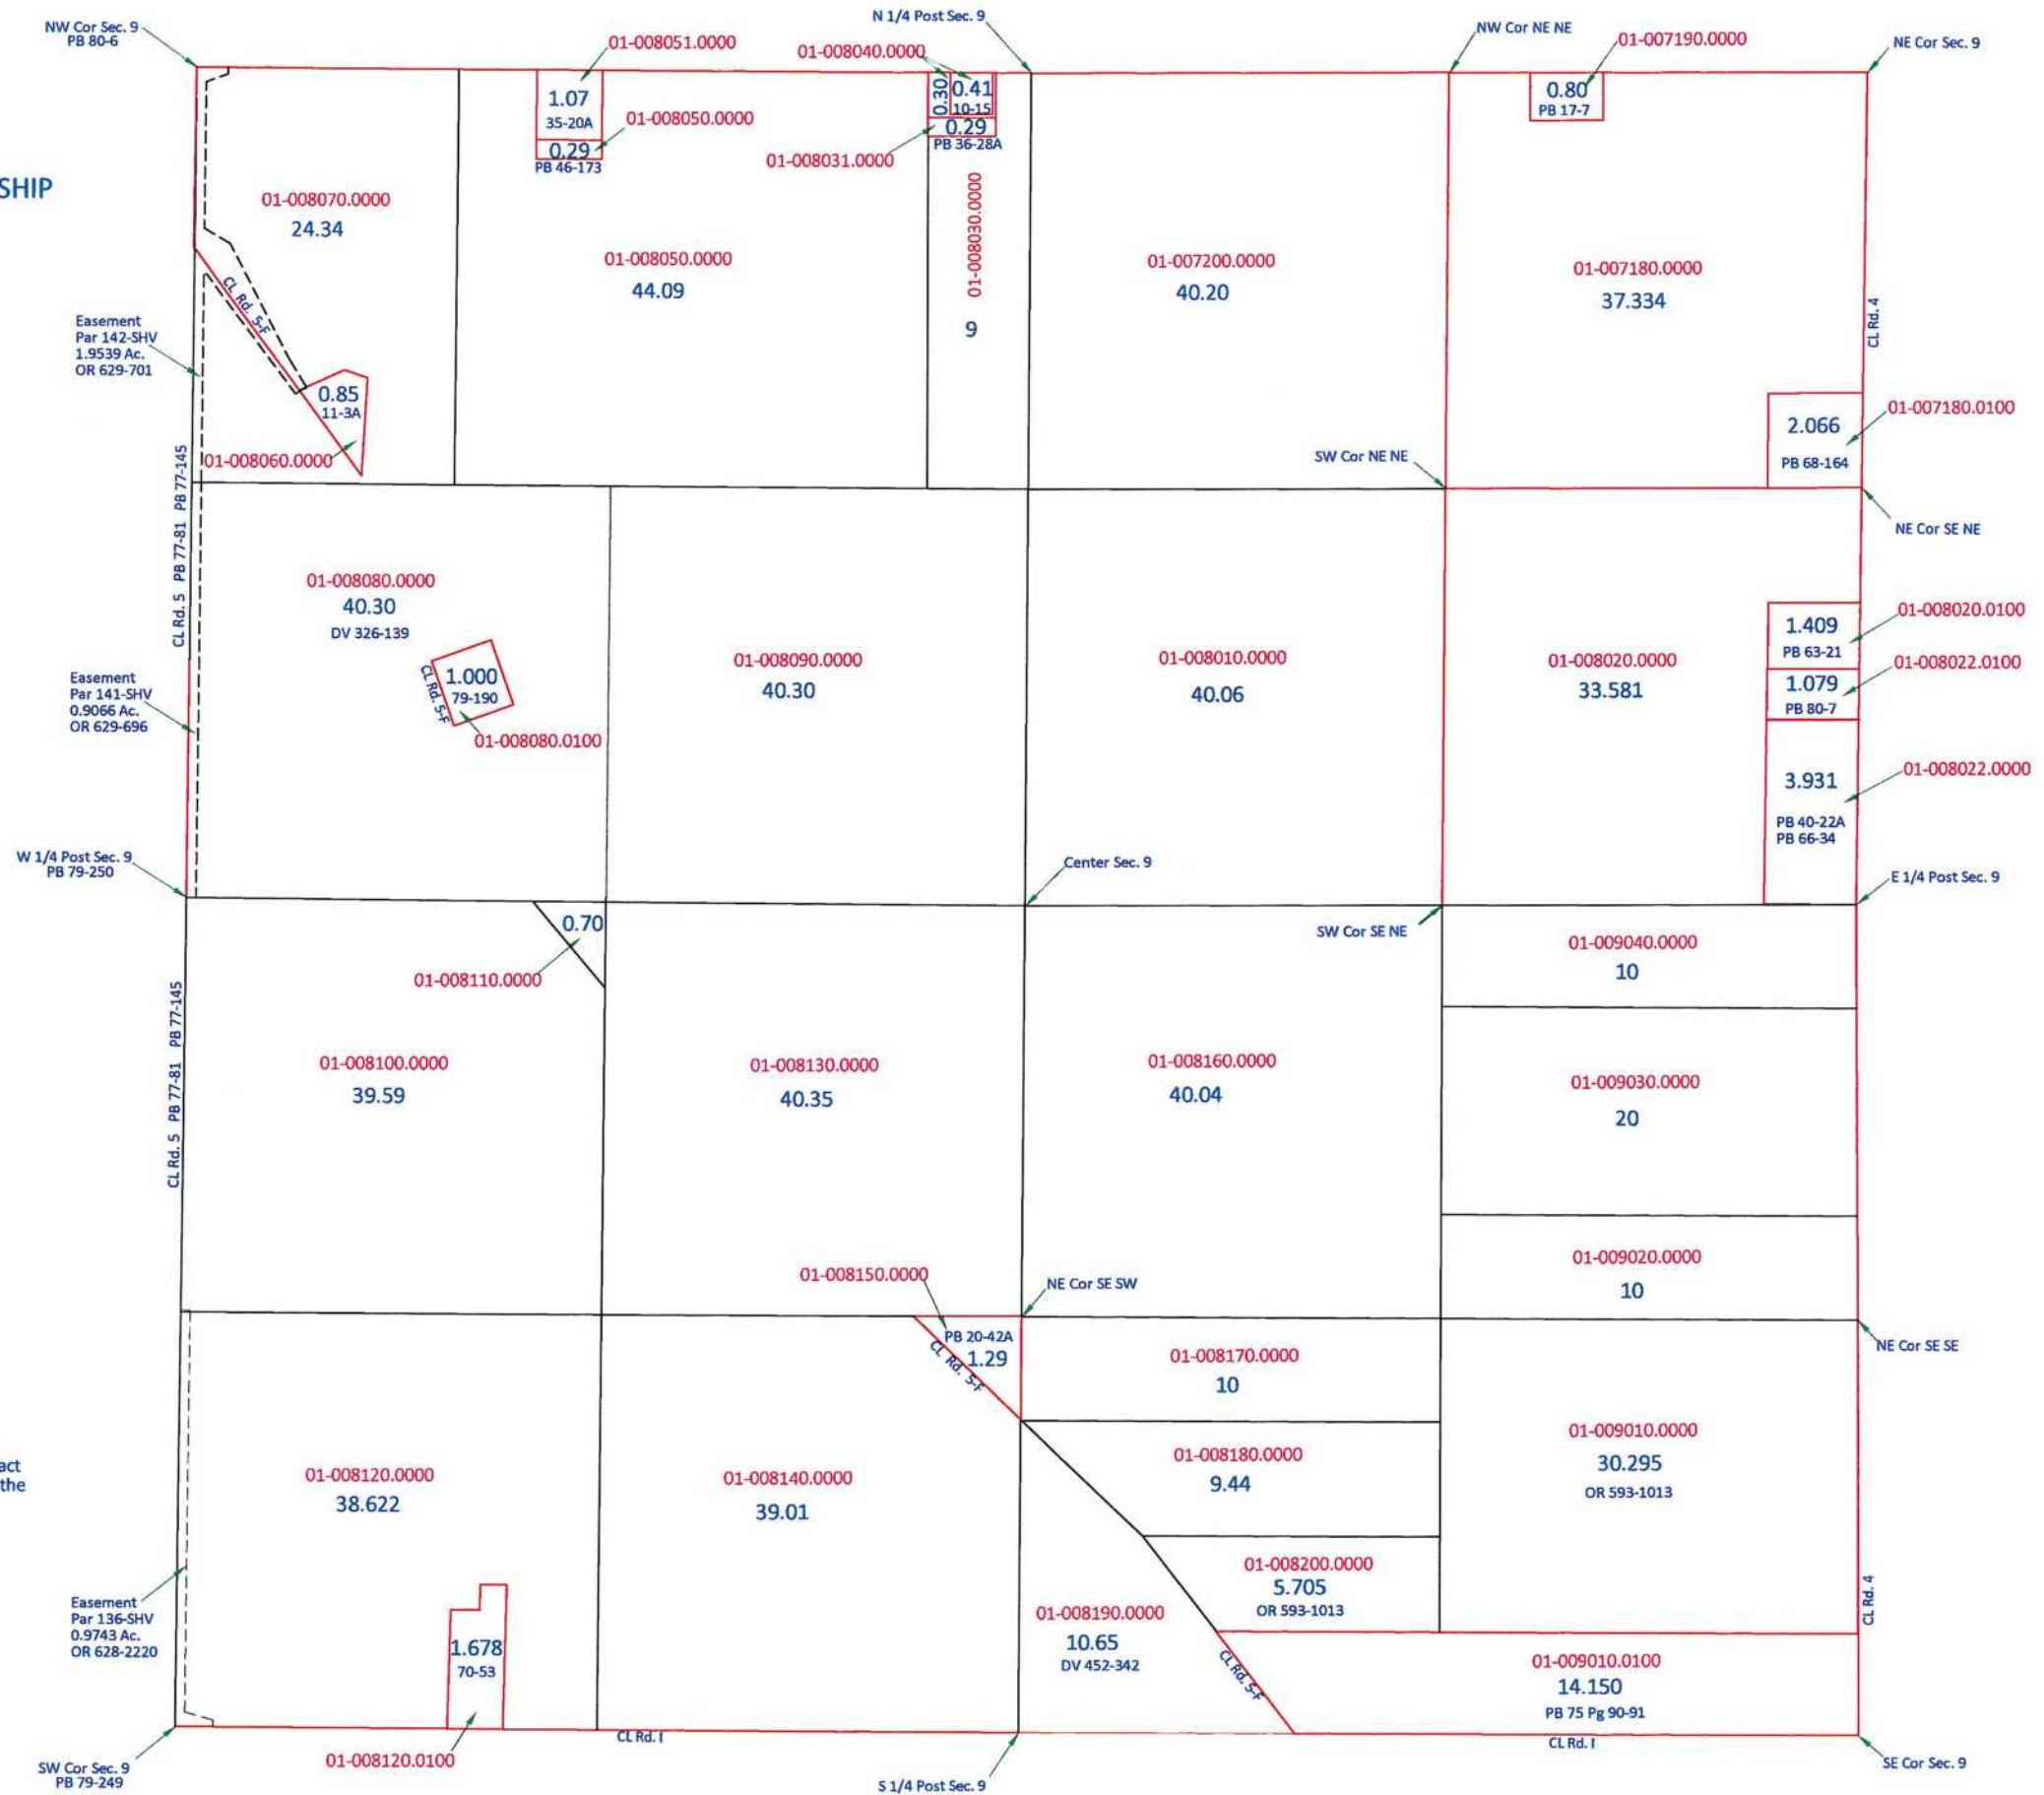 NW Cor Sec. 9
PB 80-6
01-008051.0000
N 1/4 Post Sec. 9
01-008040.0000
NW Cor NE NE
01-007190.0000
NE Cor Sec. 9
SHIP
1.07
35-20A
01-008050.0000
0.29
PB 46-173
0.30
0.41
10-15
0.29
PB 36-28A
01-008031.0000
0.80
PB 17-7
01-008070.0000
24.34
01-008050.0000
44.09
01-008030.0000
9
01-007200.0000
40.20
01-007180.0000
37.334
CL Rd. 4
CL Rd. 5-F
Easement
Par 142-SHV
1.9539 Ac.
OR 629-701
0.85
11-3A
01-008060.0000
2.066
PB 68-164
01-007180.0100
SW Cor NE NE
NE Cor SE NE
CL Rd. 5 PB 77-81 PB 77-145
01-008080.0000
40.30
DV 326-139
CL Rd. 5-F
1.000
79-190
01-008080.0100
01-008090.0000
40.30
01-008010.0000
40.06
01-008020.0000
33.581
1.409
PB 63-21
01-008020.0100
1.079
PB 80-7
01-008022.0100
3.931
PB 40-22A
PB 66-34
01-008022.0000
Easement
Par 141-SHV
0.9066 Ac.
OR 629-696
W 1/4 Post Sec. 9
PB 79-250
Center Sec. 9
E 1/4 Post Sec. 9
SW Cor SE NE
0.70
01-008110.0000
01-009040.0000
10
CL Rd. 5 PB 77-81 PB 77-145
01-008100.0000
39.59
01-008130.0000
40.35
01-008160.0000
40.04
01-009030.0000
20
01-009020.0000
10
01-008150.0000
NE Cor SE SW
PB 20-42A
1.29
CL Rd. 5-F
NE Cor SE SE
01-008170.0000
10
01-008180.0000
9.44
01-009010.0000
30.295
OR 593-1013
act
the
01-008120.0000
38.622
01-008140.0000
39.01
01-008200.0000
5.705
OR 593-1013
CL Rd. 4
Easement
Par 136-SHV
0.9743 Ac.
OR 628-2220
1.678
70-53
01-008190.0000
10.65
DV 452-342
CL Rd. 5-F
01-009010.0100
14.150
PB 75 Pg 90-91
CL Rd. I
CL Rd. I
01-008120.0100
SW Cor Sec. 9
PB 79-249
S 1/4 Post Sec. 9
SE Cor Sec. 9